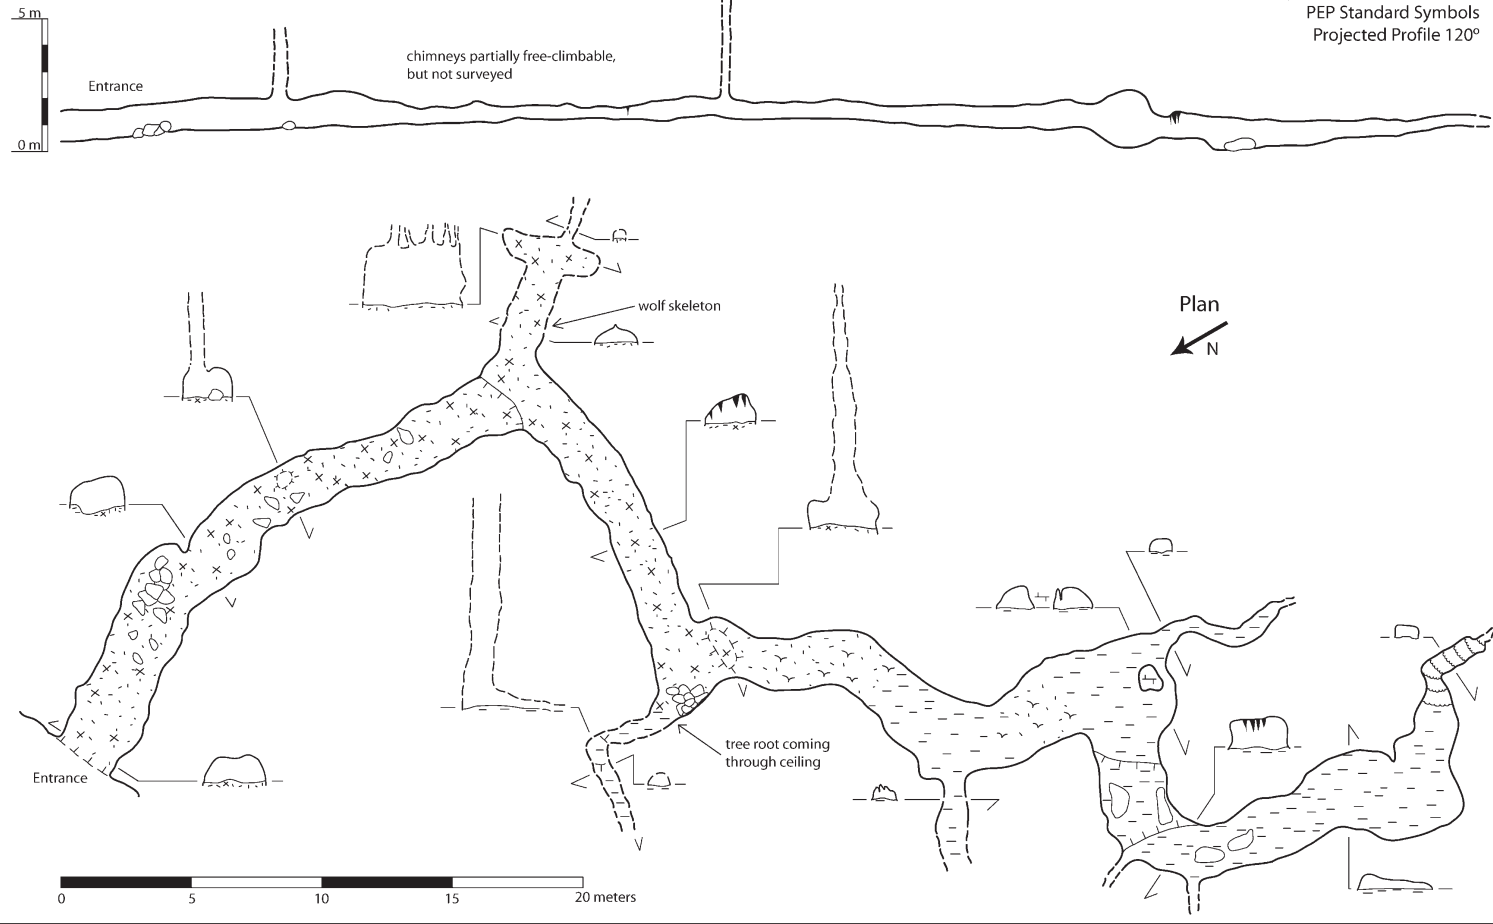 5 m
PEP Standard Symbols
Projected Profile 120º
chimneys partially free-climbable,
but not surveyed
Entrance
0 m
wolf skeleton
Plan
N
tree root coming
through ceiling
Entrance
0 5 10 15 20 meters